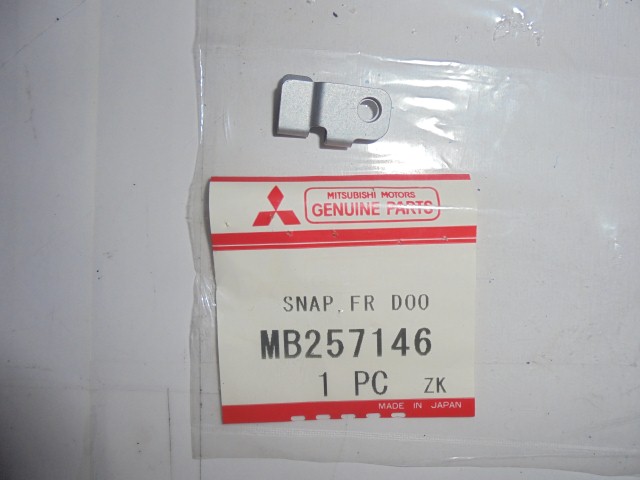 MITSUBISHI MOTORS
GENUINE PARTS
SNAP,FR DOO
MB257146
1 PC ZK
MADE IN JAPAN